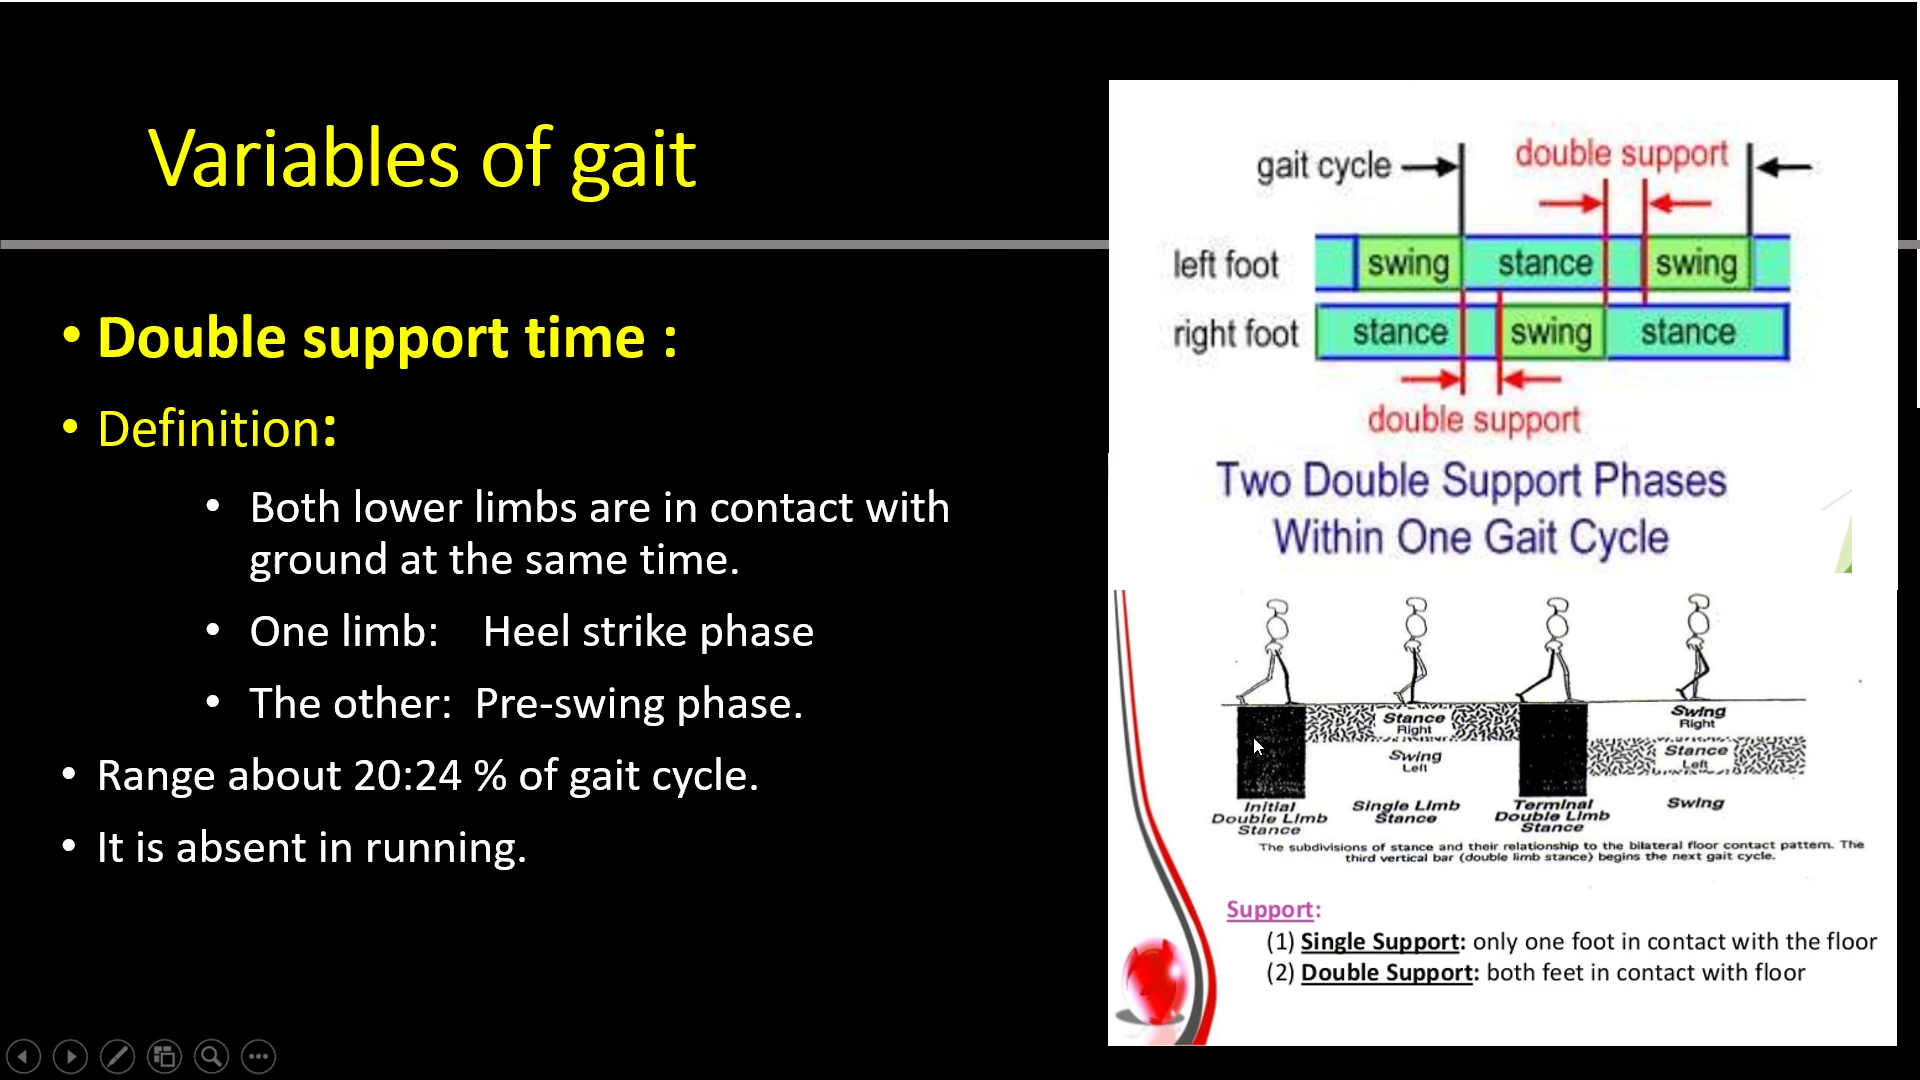 Variables of gait
• Double support time :
• Definition:
• Both lower limbs are in contact with
ground at the same time.
• One limb: Heel strike phase
• The other: Pre-swing phase.
• Range about 20:24 % of gait cycle.
• It is absent in running.
gait cycle
double support
left foot swing stance swing
right foot stance swing stance
double support
Two Double Support Phases
Within One Gait Cycle
Stance
Right
Swing
Left
Swing
Right
Stance
Left
Initial
Double Limb
Stance
Single Limb
Stance
Terminal
Double Limb
Stance
Swing
The subdivisions of stance and their relationship to the bilateral floor contact pattern. The
third vertical bar (double limb stance) begins the next gait cycle.
Support:
(1) Single Support: only one foot in contact with the floor
(2) Double Support: both feet in contact with floor